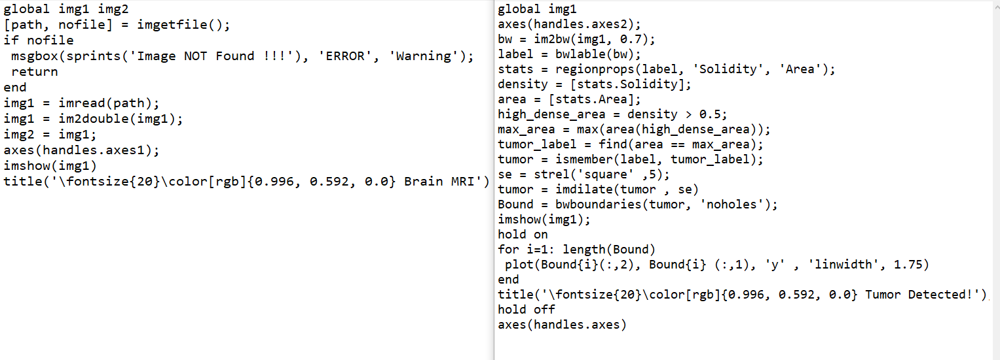 global img1 img2
[path, nofile] = imgetfile();
if nofile
 msgbox(sprints('Image NOT Found !!!'), 'ERROR', 'Warning');
 return
end
img1 = imread(path);
img1 = im2double(img1);
img2 = img1;
axes(handles.axes1);
imshow(img1)
title('\fontsize{20}\color[rgb]{0.996, 0.592, 0.0} Brain MRI')
global img1
axes(handles.axes2);
bw = im2bw(img1, 0.7);
label = bwlable(bw);
stats = regionprops(label, 'Solidity', 'Area');
density = [stats.Solidity];
area = [stats.Area];
high_dense_area = density > 0.5;
max_area = max(area(high_dense_area));
tumor_label = find(area == max_area);
tumor = ismember(label, tumor_label);
se = strel('square' ,5);
tumor = imdilate(tumor , se)
Bound = bwboundaries(tumor, 'noholes');
imshow(img1);
hold on
for i=1: length(Bound)
 plot(Bound{i}(:,2), Bound{i} (:,1), 'y' , 'linwidth', 1.75)
end
title('\fontsize{20}\color[rgb]{0.996, 0.592, 0.0} Tumor Detected!')
hold off
axes(handles.axes)